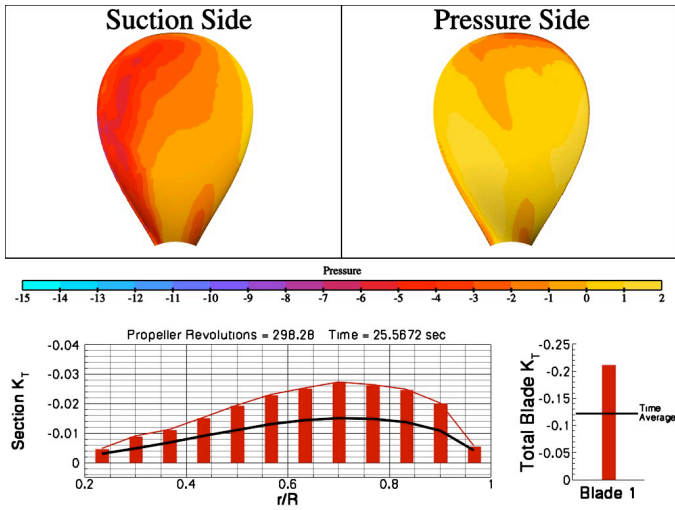 Suction Side
Pressure Side
Pressure
-15 -14 -13 -12 -11 -10 -9 -8 -7 -6 -5 -4 -3 -2 -1 0 1 2
Propeller Revolutions = 298.28 Time = 25.5672 sec
Section KT
-0.04
-0.03
-0.02
-0.01
0
0.2 0.4 0.6 0.8 1
r/R
Total Blade KT
-0.25
-0.2
-0.15
-0.1
-0.05
0
Time
Average
Blade 1